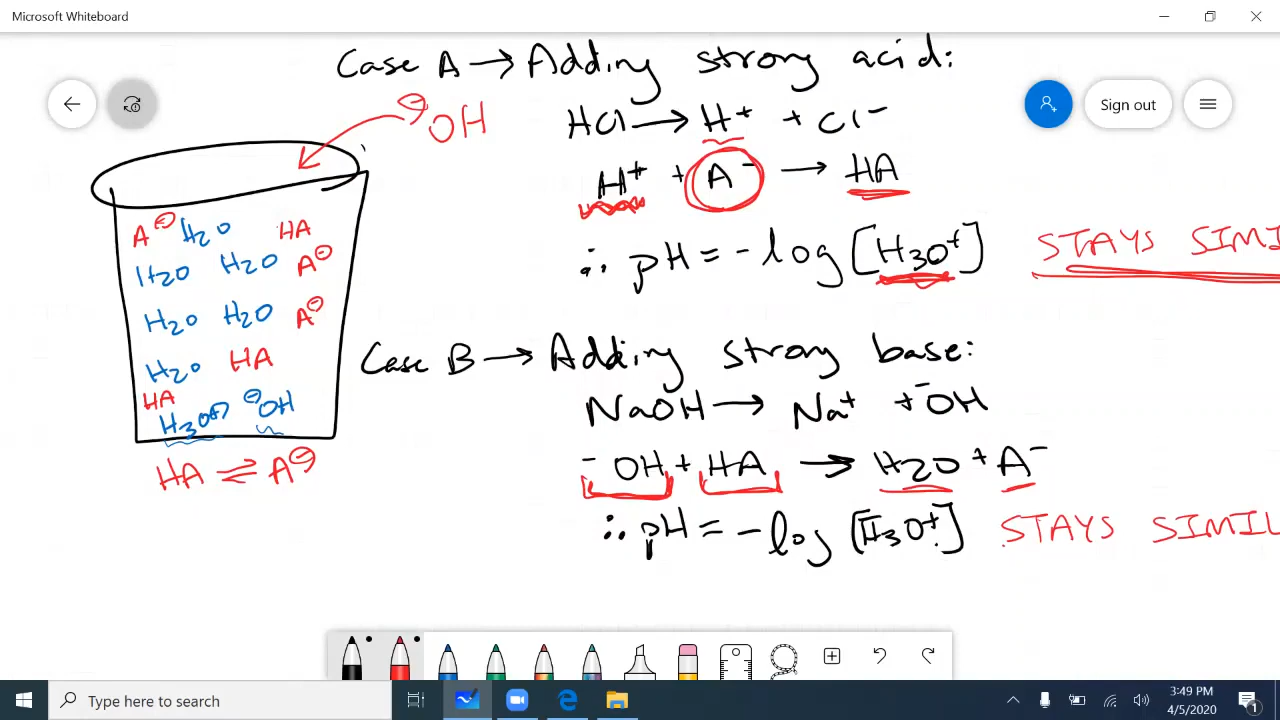 Microsoft Whiteboard
Sign out
Case A → Adding strong acid:
⊖OH
HCl → H+ + Cl-
H+ + A- → HA
∴ pH = -log [H3O+] STAYS SIMI
A⊖ H2O HA
H2O H2O A⊖
H2O H2O A⊖
H2O HA
HA
H3O+ ⊖OH
HA ⇌ A⊖
Case B → Adding strong base:
NaOH → Na+ + -OH
-OH + HA → H2O + A-
∴ pH = -log [H3O+] STAYS SIMIL
Type here to search
3:49 PM
4/5/2020
1